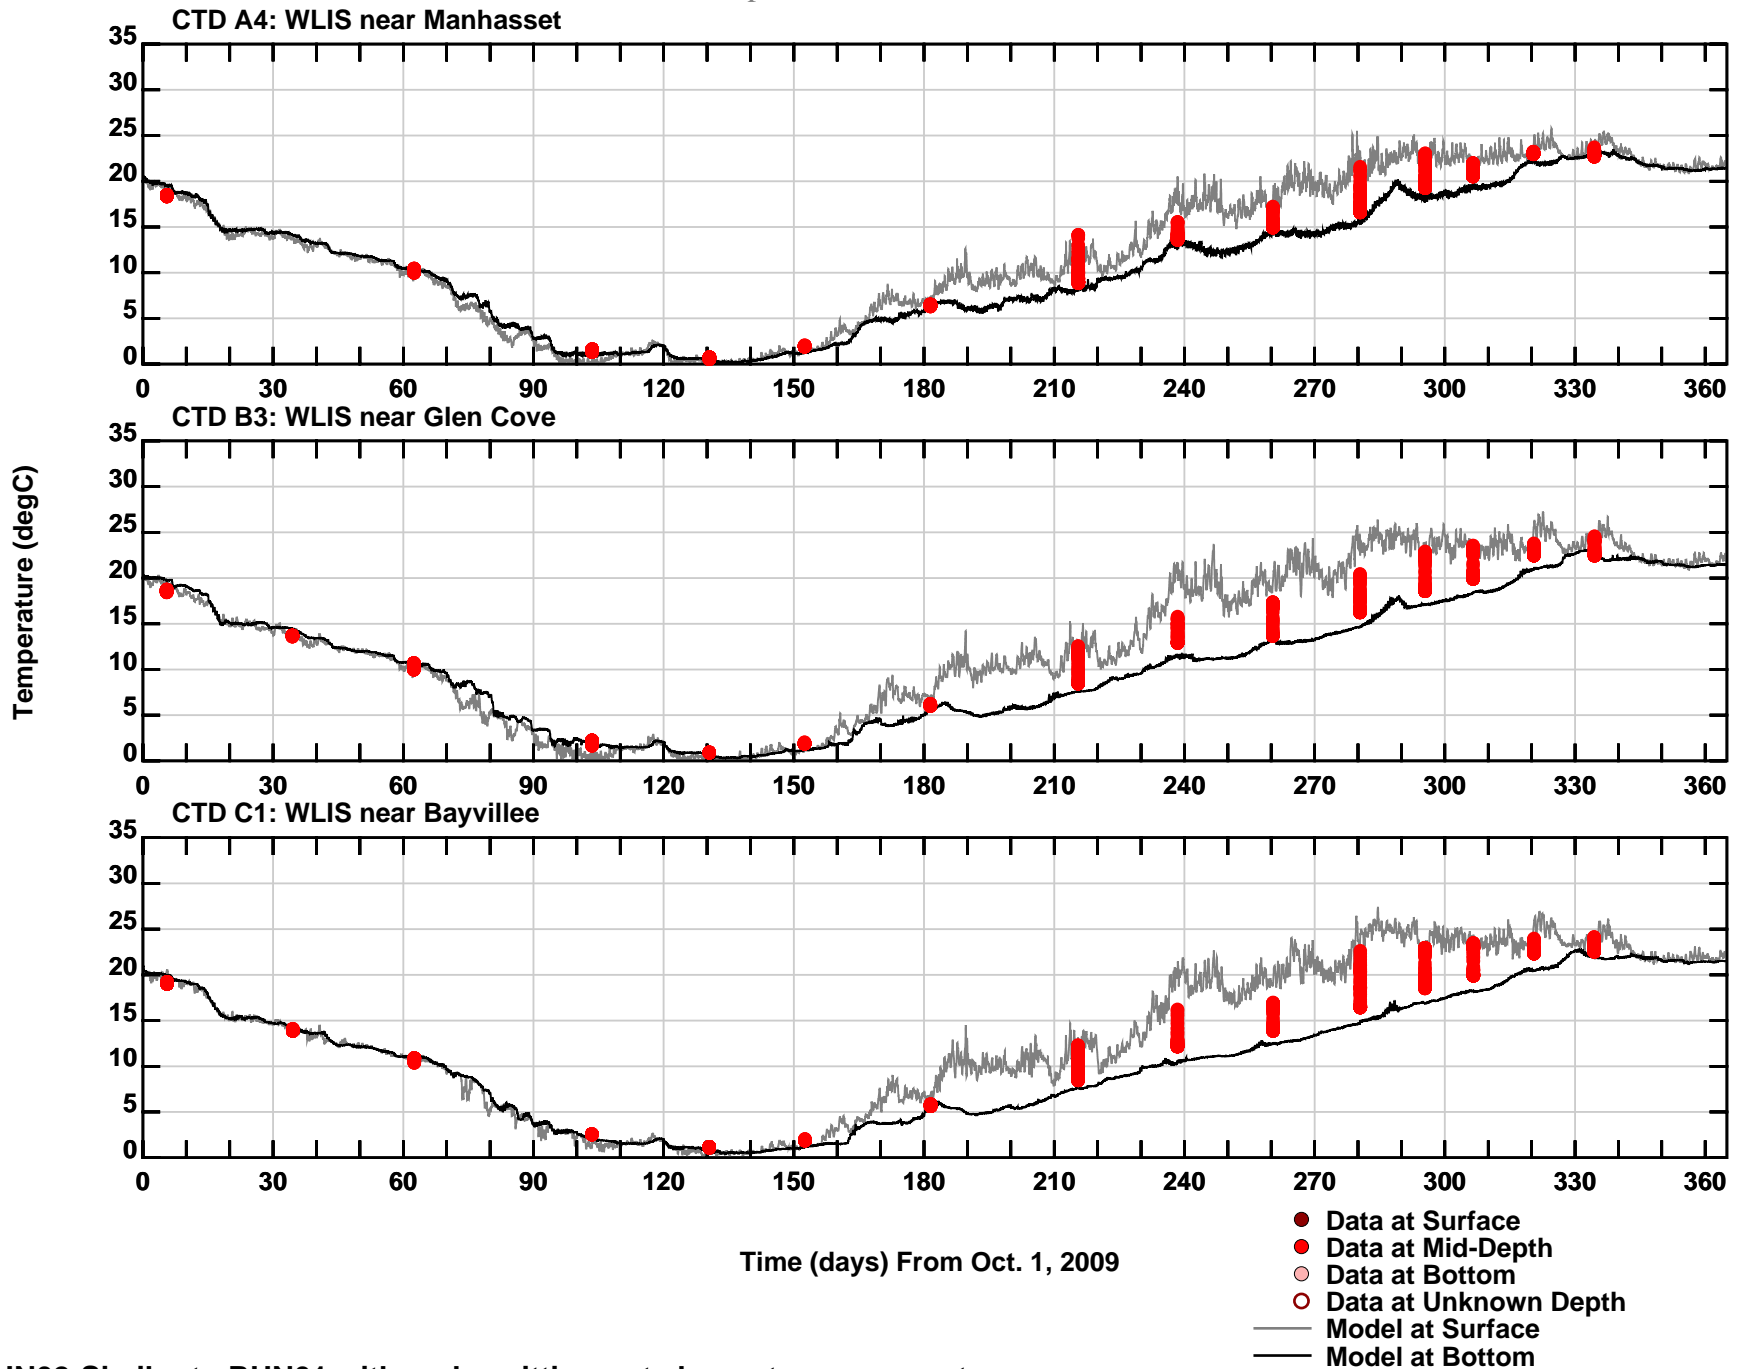 CTD A4: WLIS near Manhasset
35
30
25
20
15
10
5
0
0 30 60 90 120 150 180 210 240 270 300 330 360
CTD B3: WLIS near Glen Cove
35
30
25
20
15
10
5
0
0 30 60 90 120 150 180 210 240 270 300 330 360
CTD C1: WLIS near Bayvillee
35
30
25
20
15
10
5
0
0 30 60 90 120 150 180 210 240 270 300 330 360
Temperature (degC)
Time (days) From Oct. 1, 2009
Data at Surface
Data at Mid-Depth
Data at Bottom
Data at Unknown Depth
Model at Surface
Model at Bottom